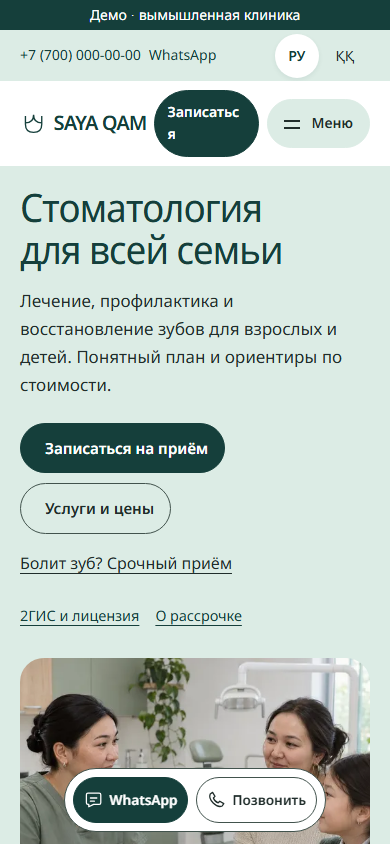 Демо · вымышленная клиника
+7 (700) 000-00-00 WhatsApp РУ ҚҚ
SAYA QAM Записатьс
я
Меню
Стоматология
для всей семьи
Лечение, профилактика и
восстановление зубов для взрослых и
детей. Понятный план и ориентиры по
стоимости.
Записаться на приём
Услуги и цены
Болит зуб? Срочный приём
2ГИС и лицензия О рассрочке
WhatsApp Позвонить